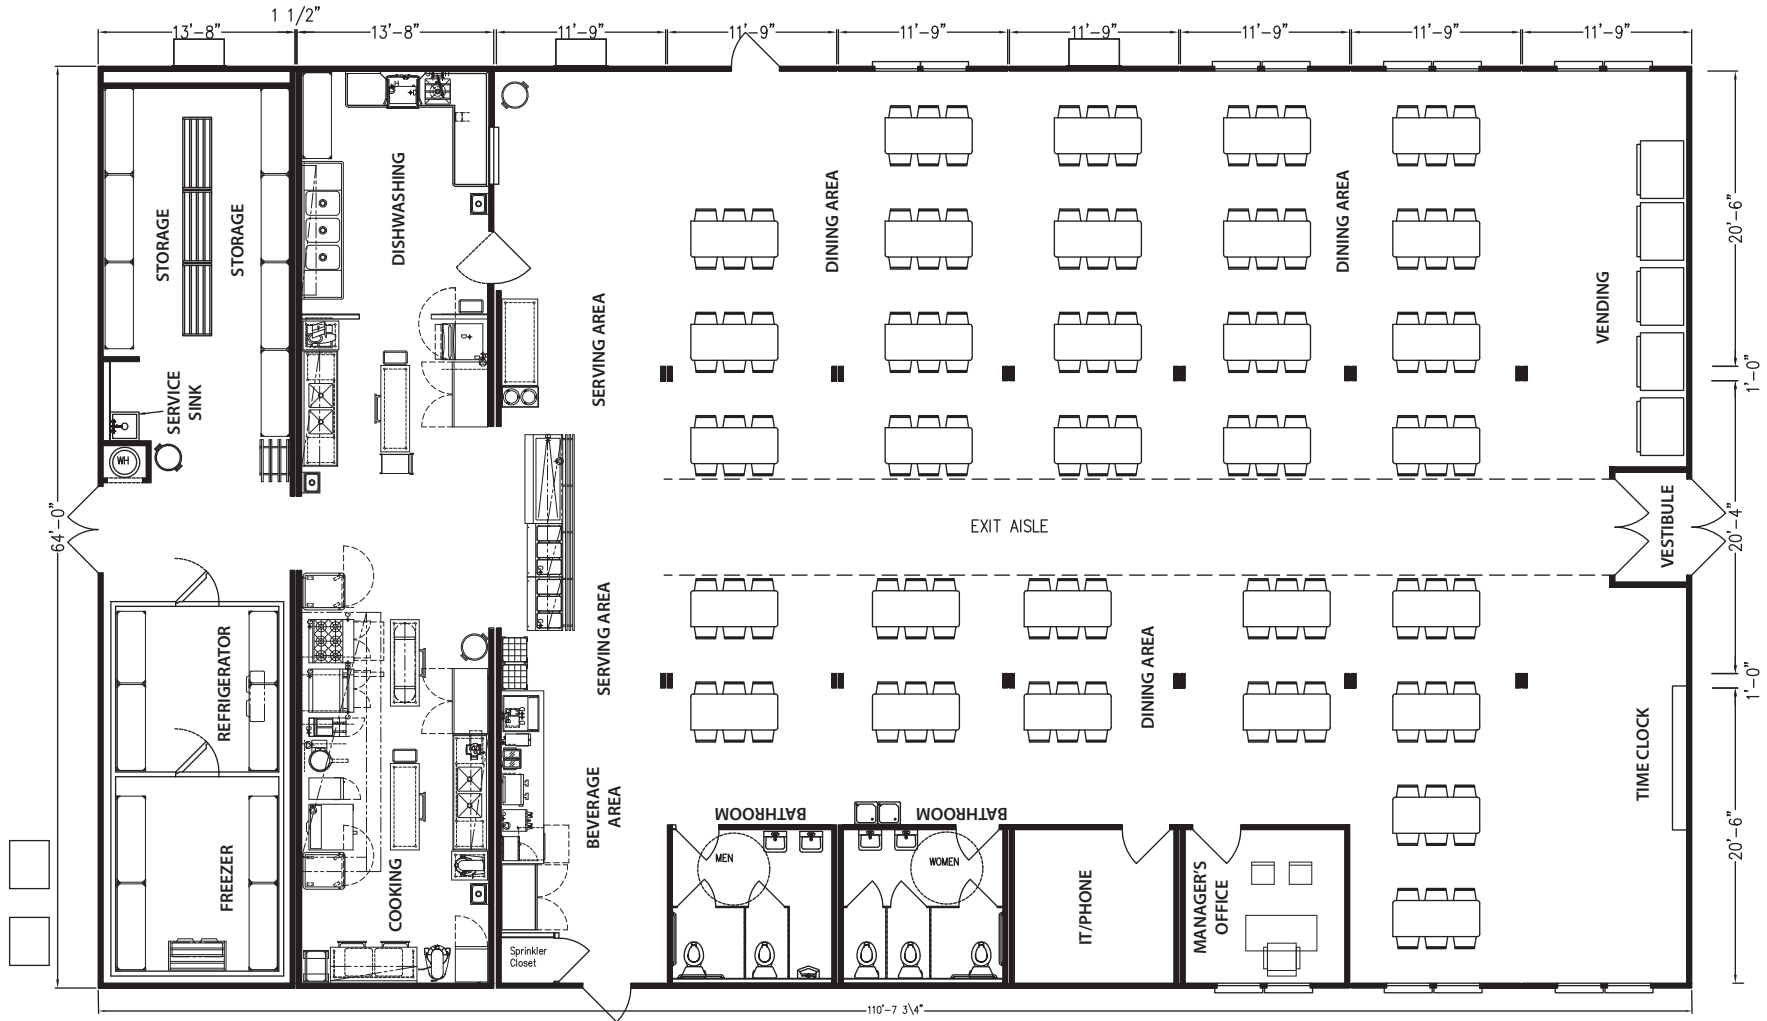 1 1/2"
13'-8"
13'-8"
11'-9"
11'-9"
11'-9"
11'-9"
11'-9"
11'-9"
11'-9"
64'-0"
STORAGE
STORAGE
SERVICE
SINK
WH
REFRIGERATOR
FREEZER
DISHWASHING
COOKING
SERVING AREA
SERVING AREA
BEVERAGE
AREA
Sprinkler
Closet
DINING AREA
DINING AREA
DINING AREA
EXIT AISLE
VENDING
VESTIBULE
TIME CLOCK
BATHROOM
MEN
BATHROOM
WOMEN
IT/PHONE
MANAGER'S
OFFICE
20'-6"
1'-0"
20'-4"
1'-0"
20'-6"
110'-7 3\4"